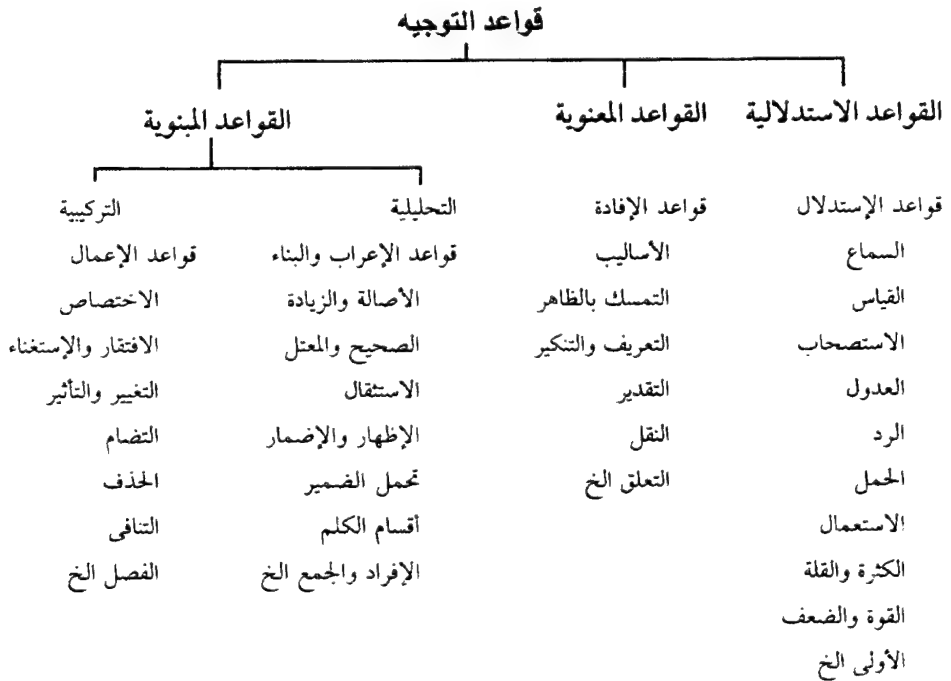 قواعد التوجيه
القواعد الاستدلالية القواعد المعنوية القواعد المبنوية
قواعد الإستدلال قواعد الإفادة التحليلية التركيبية
السماع الأساليب قواعد الإعراب والبناء قواعد الإعمال
القياس التمسك بالظاهر الأصالة والزيادة الاختصاص
الاستصحاب التعريف والتنكير الصحيح والمعتل الافتقار والإستغناء
العدول التقدير الاستثقال التغيير والتأثير
الرد النقل الإظهار والإضمار التضام
الحمل التعلق الخ تحمل الضمير الحذف
الاستعمال أقسام الكلم التنافى
الكثرة والقلة الإفراد والجمع الخ الفصل الخ
القوة والضعف
الأولى الخ